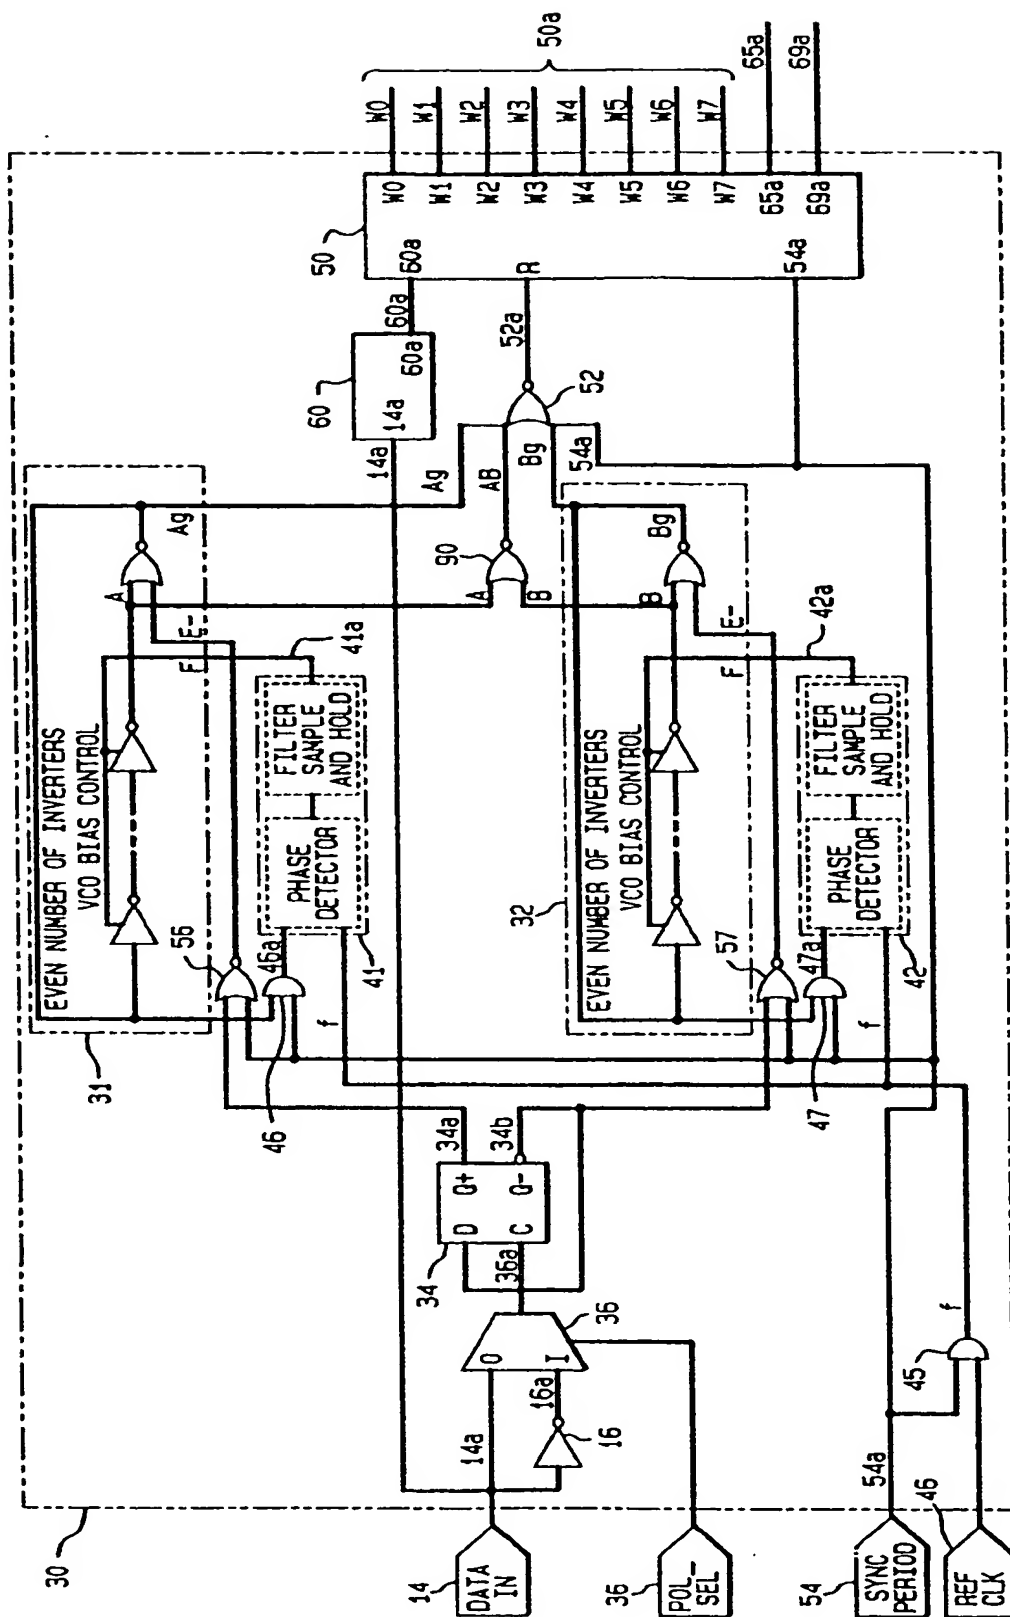 30
14
DATA
IN
36
POL_
SEL
54
SYNC
PERIOD
46
REF
CLK
14a
16a
16
0
I
36
36a
34
D
C
Q+
Q-
34a
34b
54a
45
f
31
EVEN NUMBER OF INVERTERS
VCO BIAS CONTROL
A
Ag
F
E-
41a
56
46
46a
f
41
PHASE
DETECTOR
FILTER
SAMPLE
AND HOLD
32
EVEN NUMBER OF INVERTERS
VCO BIAS CONTROL
B
Bg
F
E-
42a
57
47
47a
f
42
PHASE
DETECTOR
FILTER
SAMPLE
AND HOLD
A
B
90
Ag
AB
Bg
54a
52
52a
14a
60
14a
60a
60a
50
60a
R
54a
W0
W1
W2
W3
W4
W5
W6
W7
65a
69a
W0
W1
W2
W3
W4
W5
W6
W7
50a
65a
69a